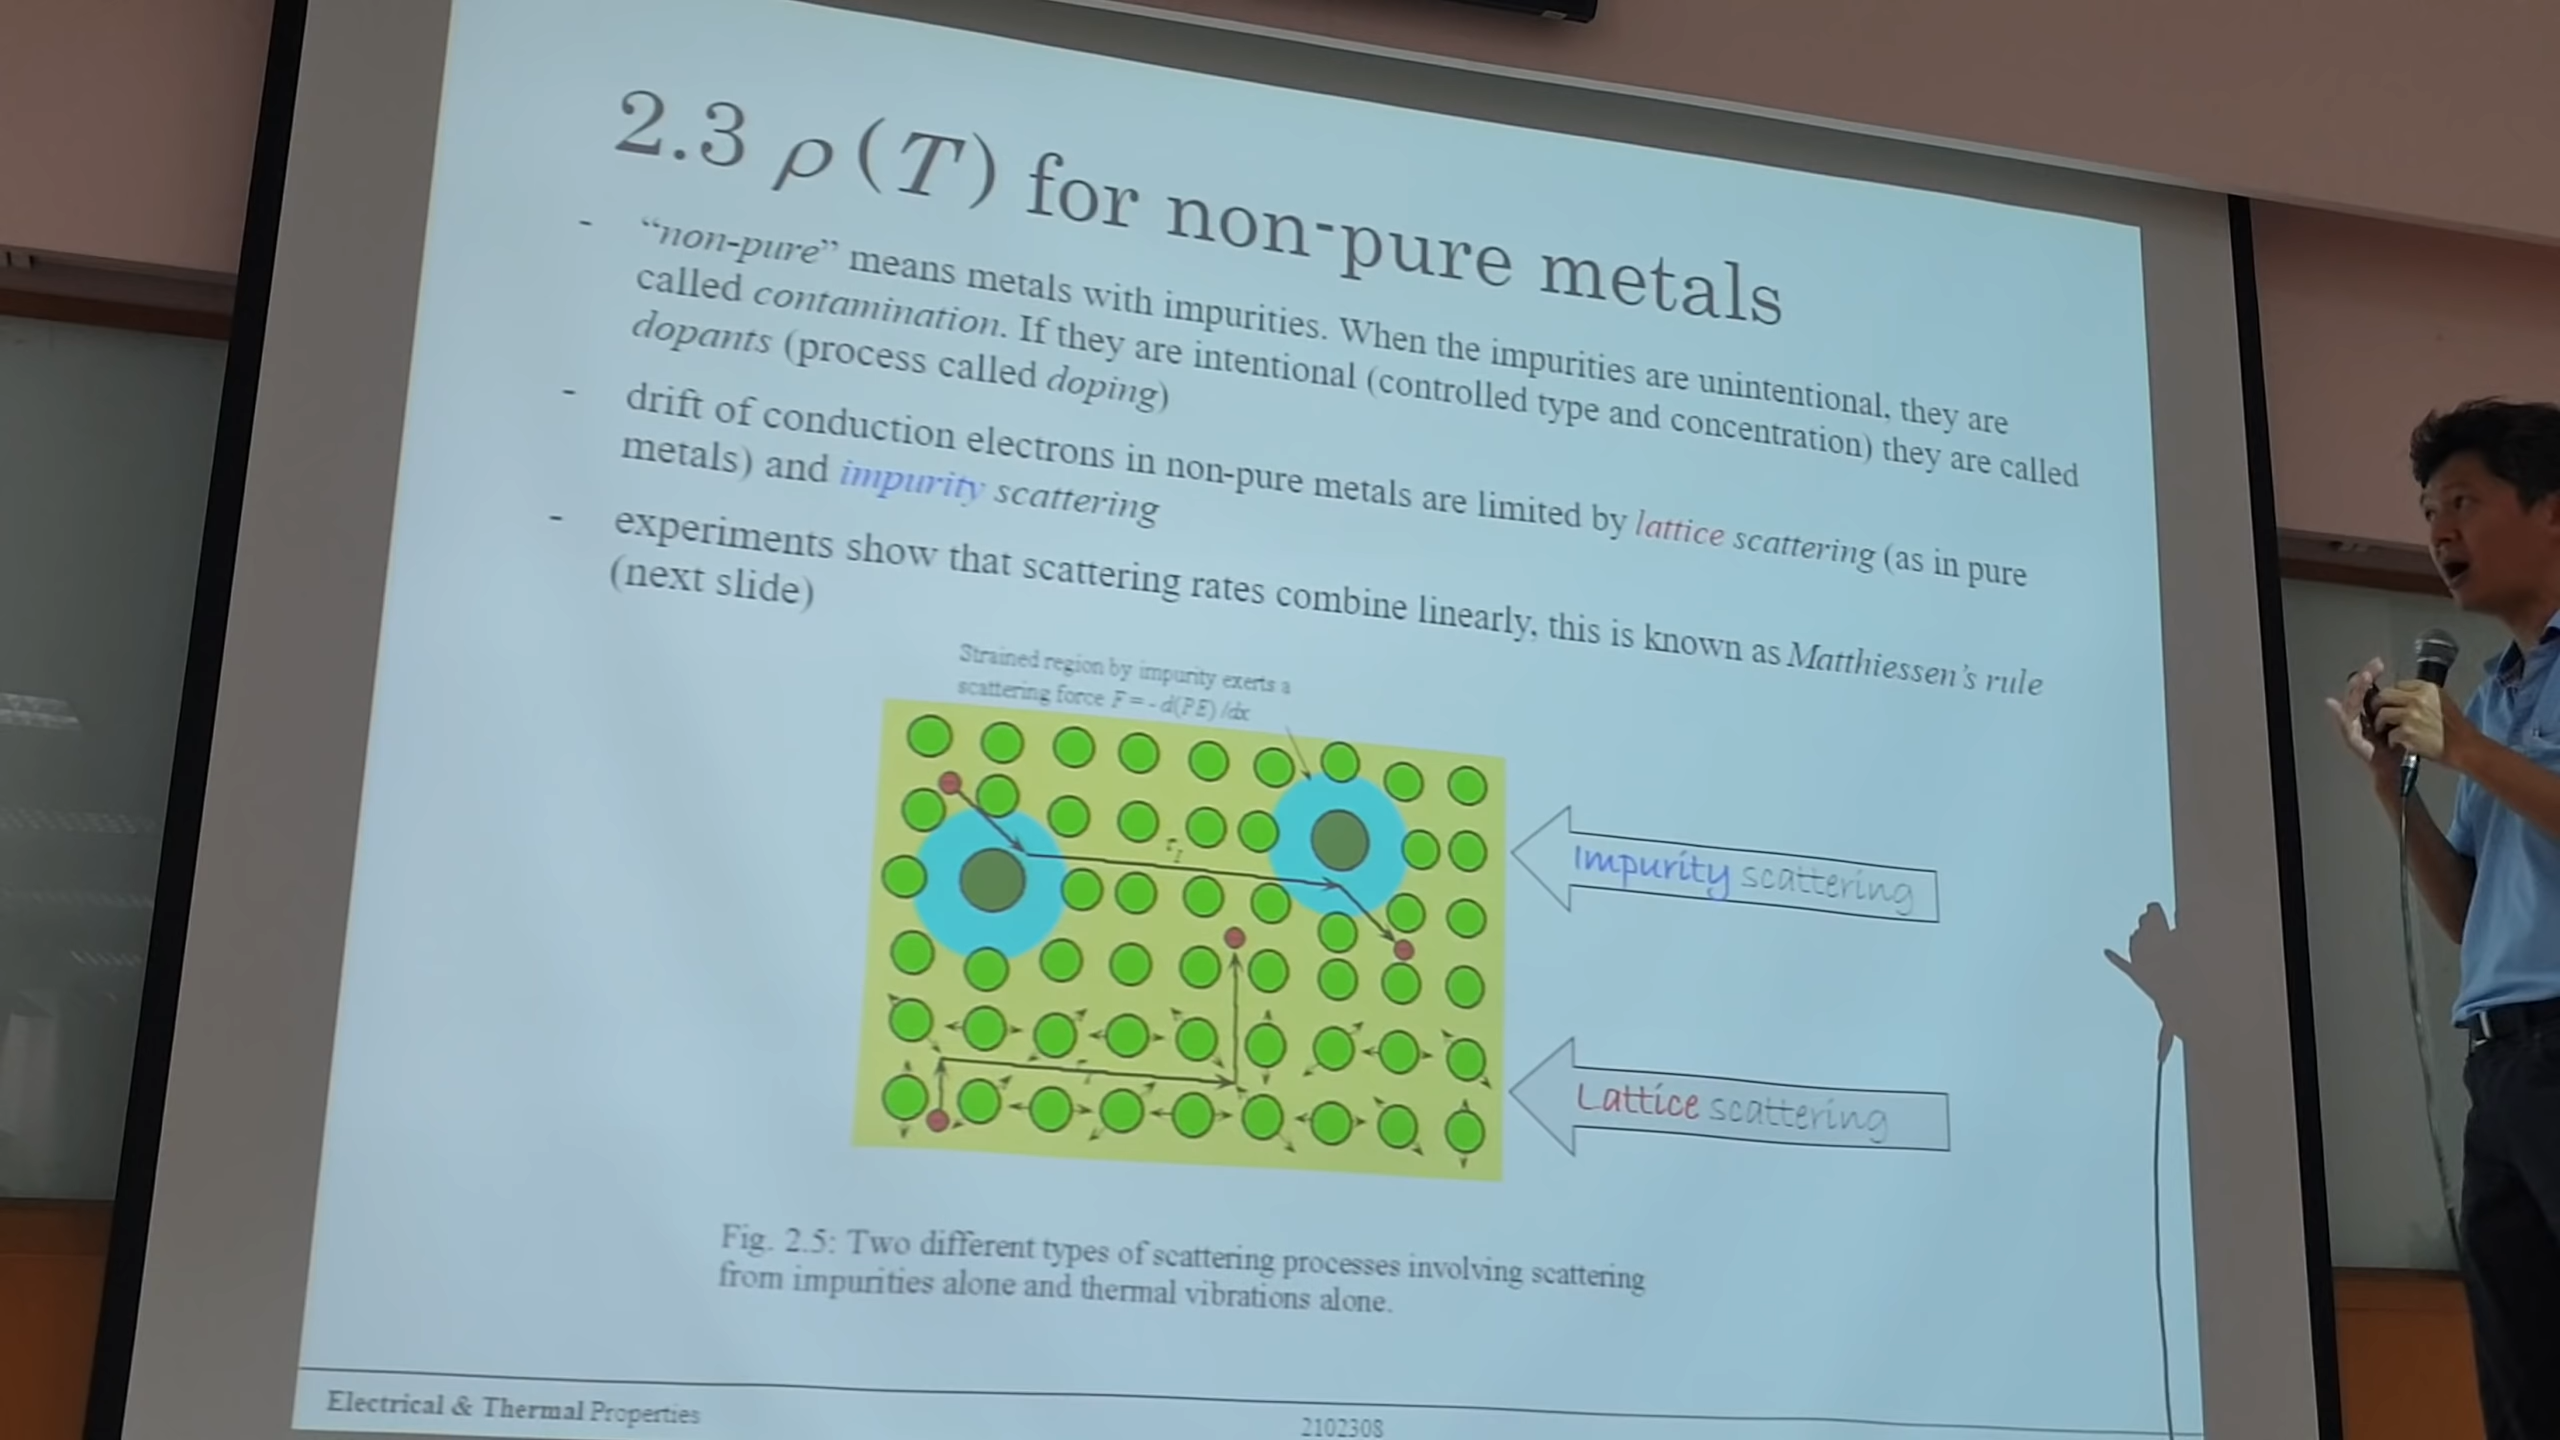 2.3 ρ(T) for non-pure metals
- “non-pure” means metals with impurities. When the impurities are unintentional, they are
called contamination. If they are intentional (controlled type and concentration) they are called
dopants (process called doping)
- drift of conduction electrons in non-pure metals are limited by lattice scattering (as in pure
metals) and impurity scattering
- experiments show that scattering rates combine linearly, this is known as Matthiessen’s rule
(next slide)
Strained region by impurity exerts a
scattering force F = - d(PE) /dx
τI
Impurity scattering
Lattice scattering
Fig. 2.5: Two different types of scattering processes involving scattering
from impurities alone and thermal vibrations alone.
Electrical & Thermal Properties
2102308